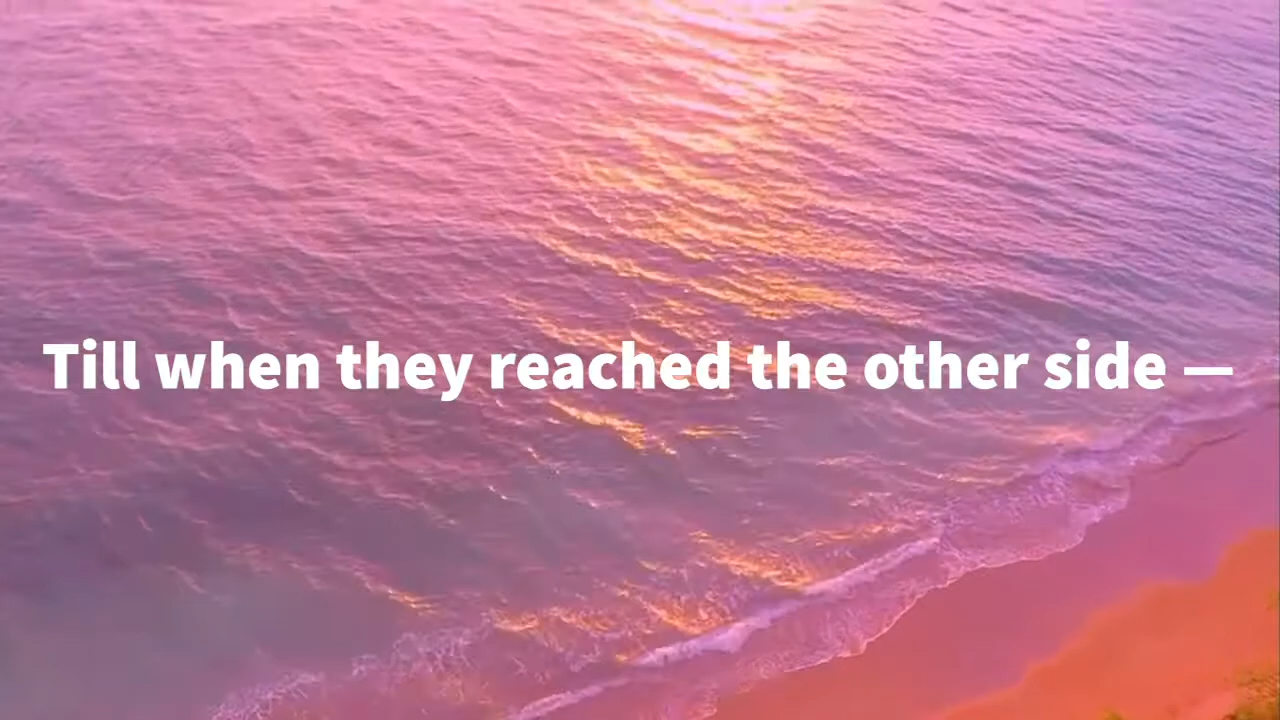 Till when they reached the other side —